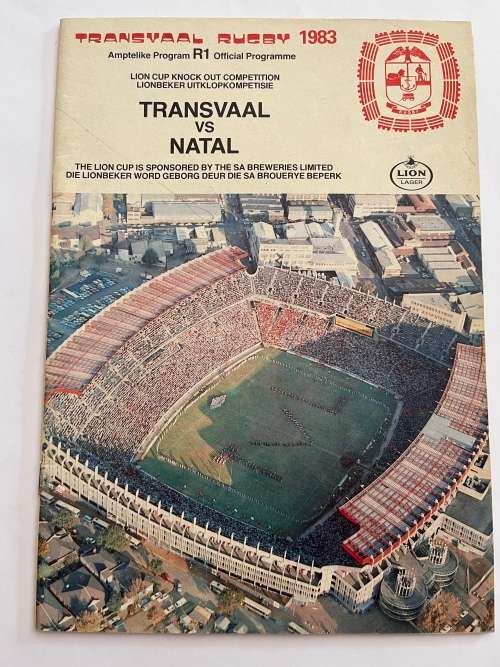 TRANSVAAL RUGBY 1983
Amptelike Program R1 Official Programme
LION CUP KNOCK OUT COMPETITION
LIONBEKER UITKLOPKOMPETISIE
TRANSVAAL
VS
NATAL
THE LION CUP IS SPONSORED BY THE SA BREWERIES LIMITED
DIE LIONBEKER WORD GEBORG DEUR DIE SA BROUERYE BEPERK
RUGBY
LION
LAGER